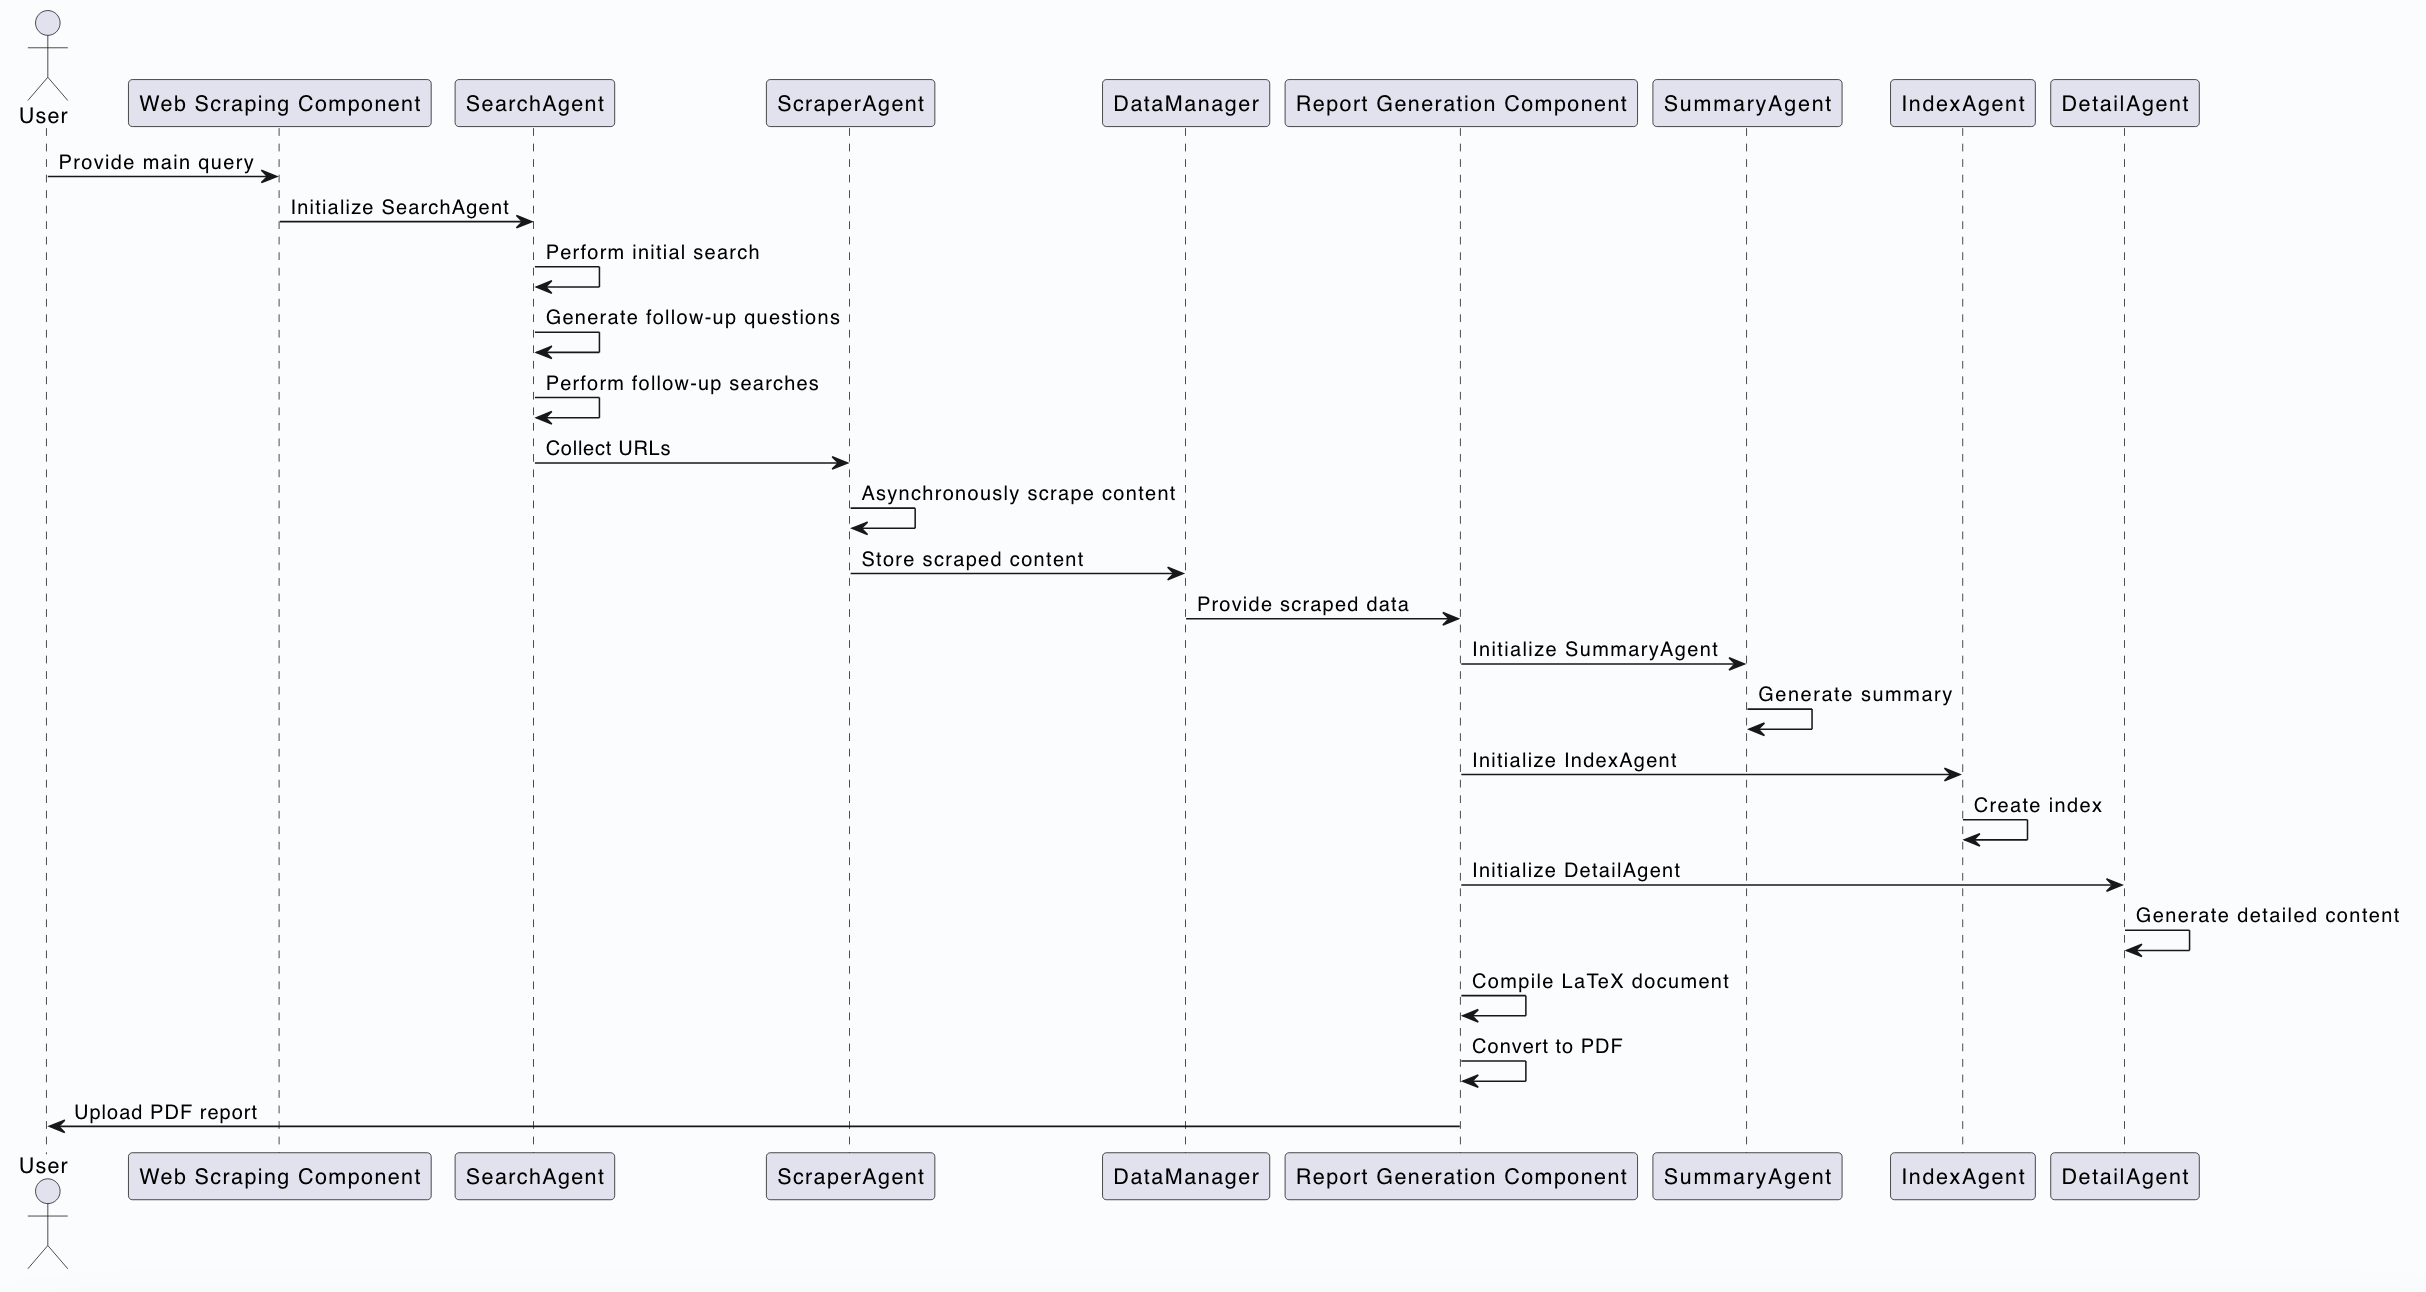 User
Web Scraping Component
SearchAgent
ScraperAgent
DataManager
Report Generation Component
SummaryAgent
IndexAgent
DetailAgent
Provide main query
Initialize SearchAgent
Perform initial search
Generate follow-up questions
Perform follow-up searches
Collect URLs
Asynchronously scrape content
Store scraped content
Provide scraped data
Initialize SummaryAgent
Generate summary
Initialize IndexAgent
Create index
Initialize DetailAgent
Generate detailed content
Compile LaTeX document
Convert to PDF
Upload PDF report
User
Web Scraping Component
SearchAgent
ScraperAgent
DataManager
Report Generation Component
SummaryAgent
IndexAgent
DetailAgent